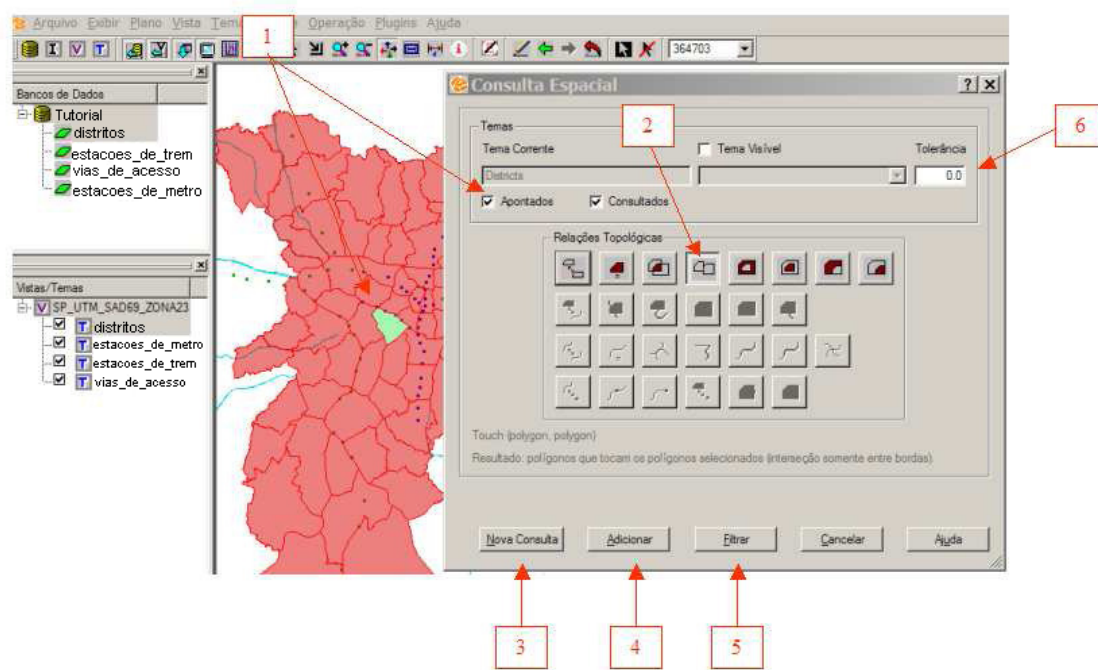 Arquivo Exibir Plano Vista Operação Plugins Ajuda
364703
1
Bancos de Dados
Tutorial
distritos
estacoes_de_trem
vias_de_acesso
estacoes_de_metro
Vistas/Temas
SP_UTM_SAD69_ZONA23
distritos
estacoes_de_metro
estacoes_de_trem
vias_de_acesso
Consulta Espacial
2
6
Temas
Tema Corrente
Tema Visível
Tolerância
Districts
0.0
Apontados
Consultados
Relações Topológicas
Touch (polygon, polygon)
Resultado: polígonos que tocam os polígonos selecionados (interseção somente entre bordas)
Nova Consulta
Adicionar
Filtrar
Cancelar
Ajuda
3
4
5